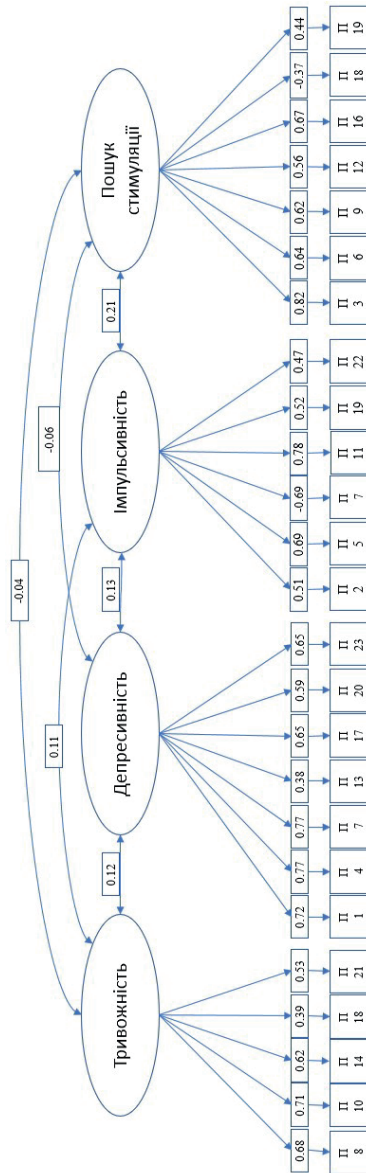 -0.04
-0.06
0.11
0.12
0.13
0.21
Тривожність
Депресивність
Імпульсивність
Пошук
стимуляції
0.68 0.71 0.62 0.39 0.53
0.72 0.77 0.77 0.38 0.65 0.59 0.65
0.51 0.69 -0.69 0.78 0.52 0.47
0.82 0.64 0.62 0.56 0.67 -0.37 0.44
П П П П П
8 10 14 18 21
П П П П П П П
1 4 7 13 17 20 23
П П П П П П
2 5 7 11 19 22
П П П П П П П
3 6 9 12 16 18 19